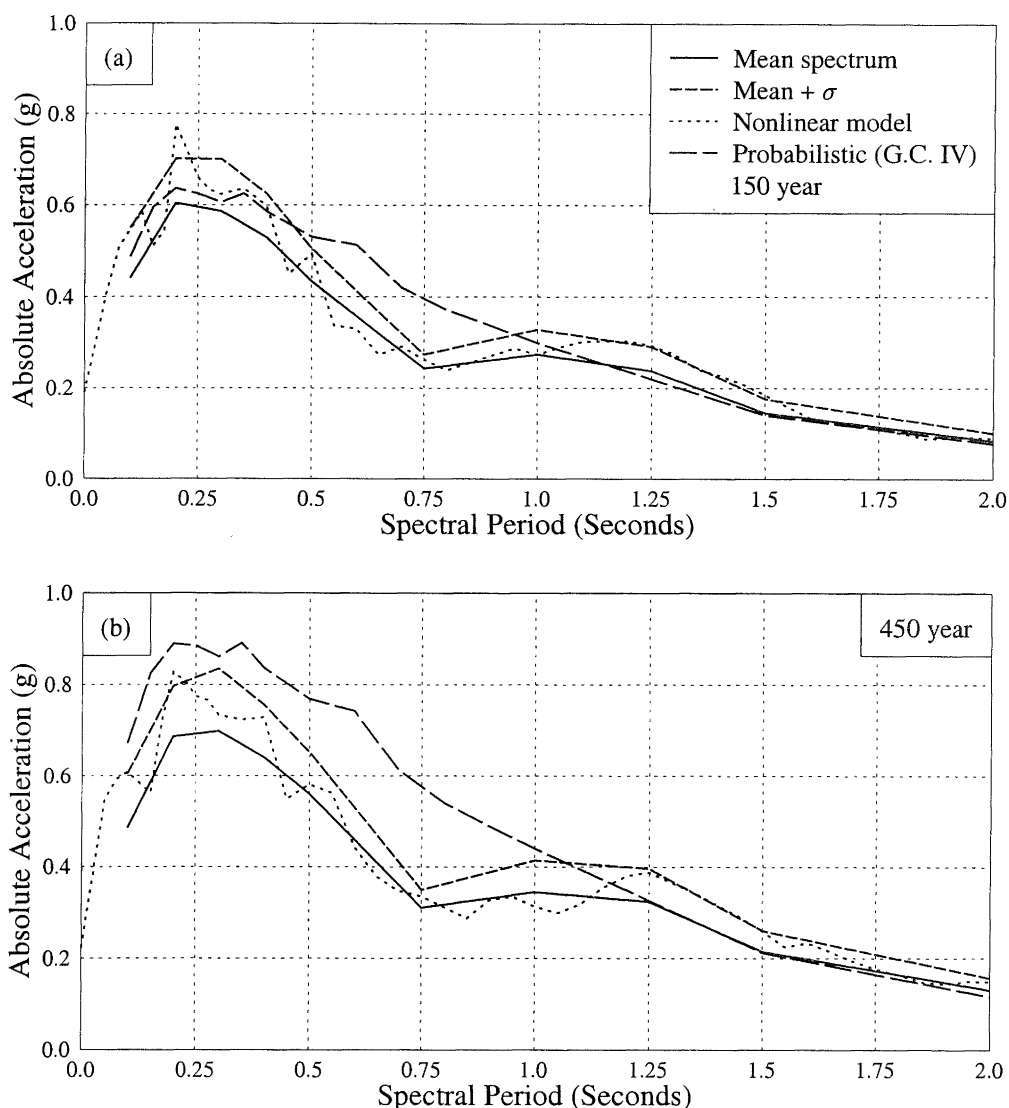 (a)
Mean spectrum
Mean + σ
Nonlinear model
Probabilistic (G.C. IV)
150 year
Absolute Acceleration (g)
1.0
0.8
0.6
0.4
0.2
0.0
0.0 0.25 0.5 0.75 1.0 1.25 1.5 1.75 2.0
Spectral Period (Seconds)
(b)
450 year
Absolute Acceleration (g)
1.0
0.8
0.6
0.4
0.2
0.0
0.0 0.25 0.5 0.75 1.0 1.25 1.5 1.75 2.0
Spectral Period (Seconds)